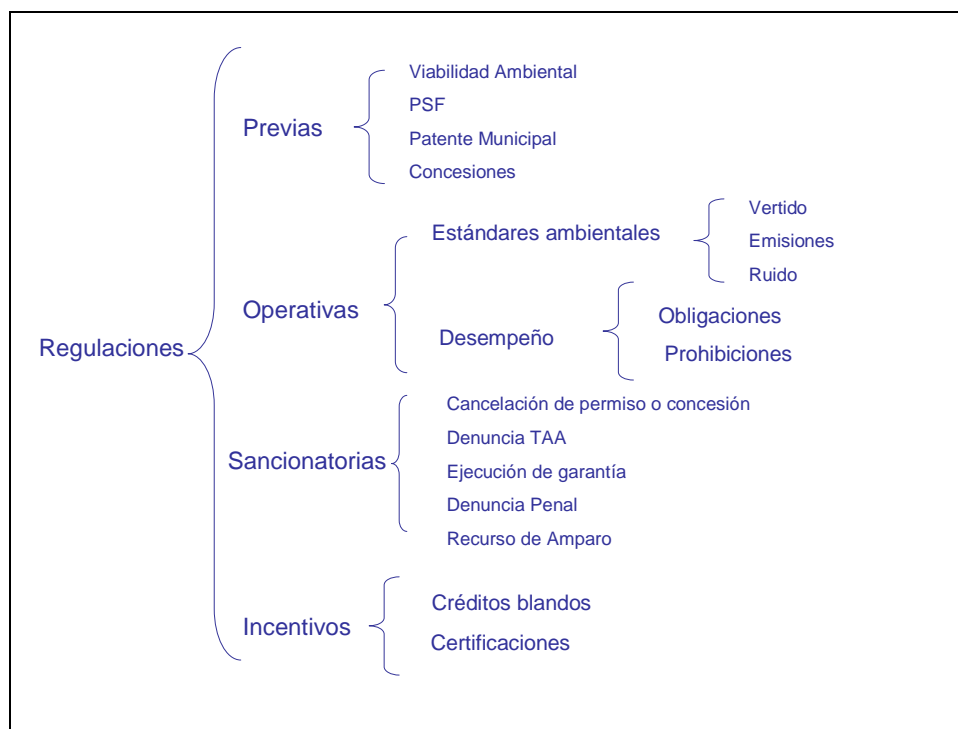 Regulaciones
Previas
Viabilidad Ambiental
PSF
Patente Municipal
Concesiones
Operativas
Estándares ambientales
Vertido
Emisiones
Ruido
Desempeño
Obligaciones
Prohibiciones
Sancionatorias
Cancelación de permiso o concesión
Denuncia TAA
Ejecución de garantía
Denuncia Penal
Recurso de Amparo
Incentivos
Créditos blandos
Certificaciones